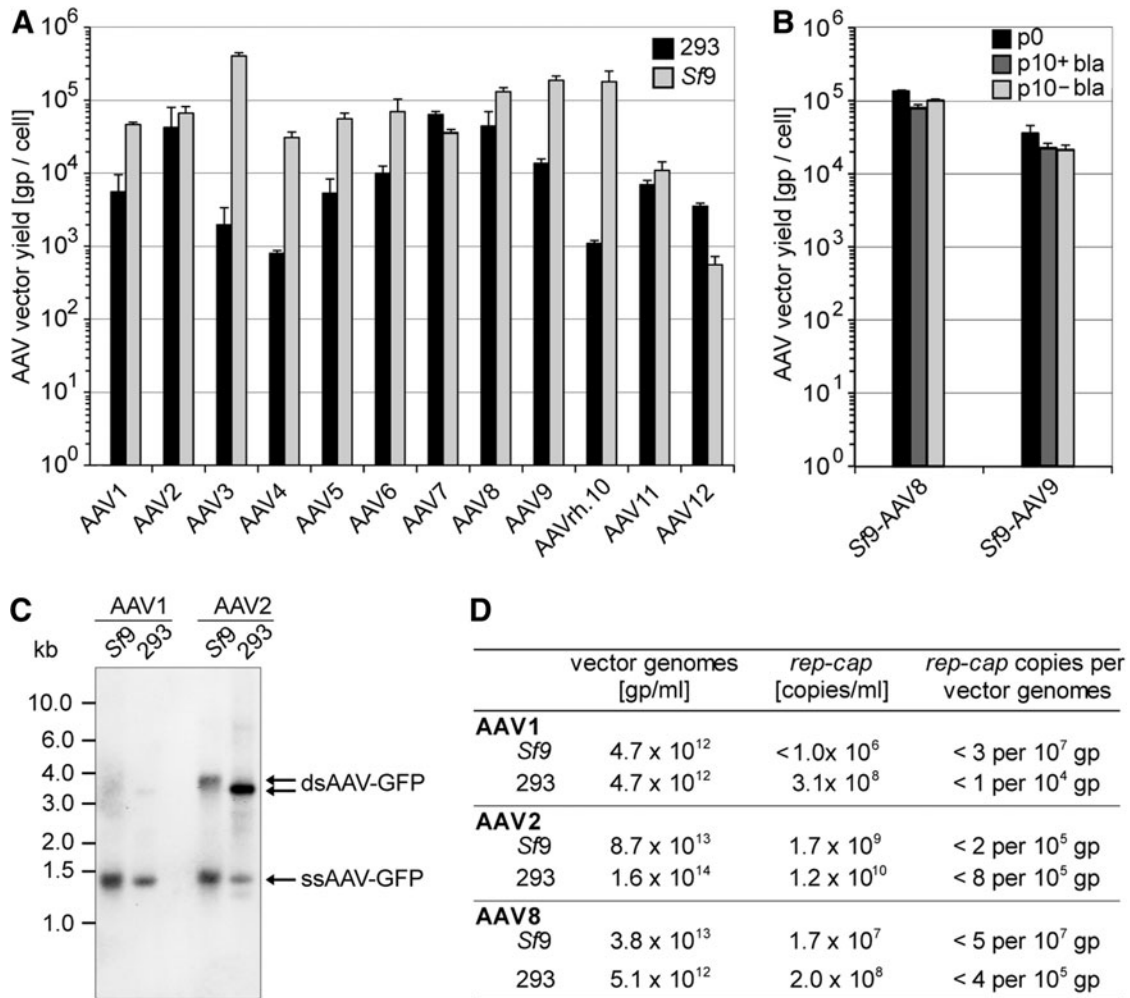 A
AAV vector yield [gp / cell]
10⁶
10⁵
10⁴
10³
10²
10¹
10⁰
293
Sf9
AAV1
AAV2
AAV3
AAV4
AAV5
AAV6
AAV7
AAV8
AAV9
AAVrh.10
AAV11
AAV12
B
AAV vector yield [gp / cell]
10⁶
10⁵
10⁴
10³
10²
10¹
10⁰
p0
p10+bla
p10−bla
Sf9-AAV8
Sf9-AAV9
C
AAV1 AAV2
kb Sf9 293 Sf9 293
10.0
4.0
3.0
2.0
1.5
1.0
dsAAV-GFP
ssAAV-GFP
D
vector genomes rep-cap rep-cap copies per
[gp/ml] [copies/ml] vector genomes
AAV1
Sf9 4.7 x 10¹² <1.0x 10⁶ < 3 per 10⁷ gp
293 4.7 x 10¹² 3.1x 10⁸ < 1 per 10⁴ gp
AAV2
Sf9 8.7 x 10¹³ 1.7 x 10⁹ < 2 per 10⁵ gp
293 1.6 x 10¹⁴ 1.2 x 10¹⁰ < 8 per 10⁵ gp
AAV8
Sf9 3.8 x 10¹³ 1.7 x 10⁷ < 5 per 10⁷ gp
293 5.1 x 10¹² 2.0 x 10⁸ < 4 per 10⁵ gp